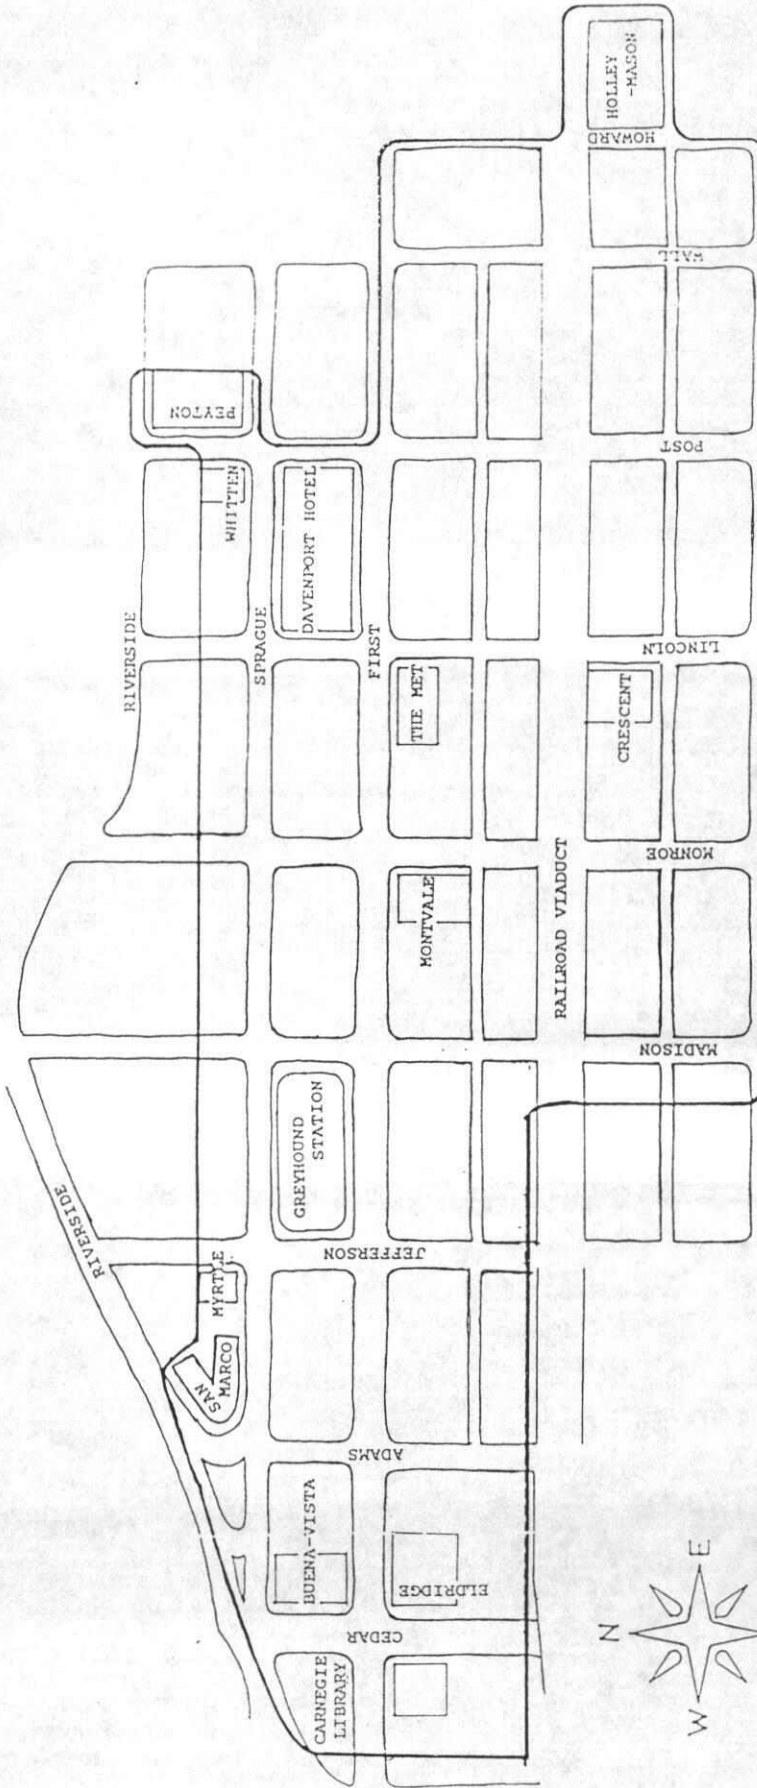 HOLLEY
-MASON
HOWARD
WALL
PEYTON
POST
WHITTEN
DAVENPORT HOTEL
RIVERSIDE
SPRAGUE
FIRST
LINCOLN
THE MET
CRESCENT
MONROE
MONTVALE
RAILROAD VIADUCT
MADISON
GREYHOUND
STATION
RIVERSIDE
JEFFERSON
MYRTLE
SAN
MARCO
ADAMS
BUENA-VISTA
ELDRIDGE
CEDAR
CARNEGIE
LIBRARY
N
E
W